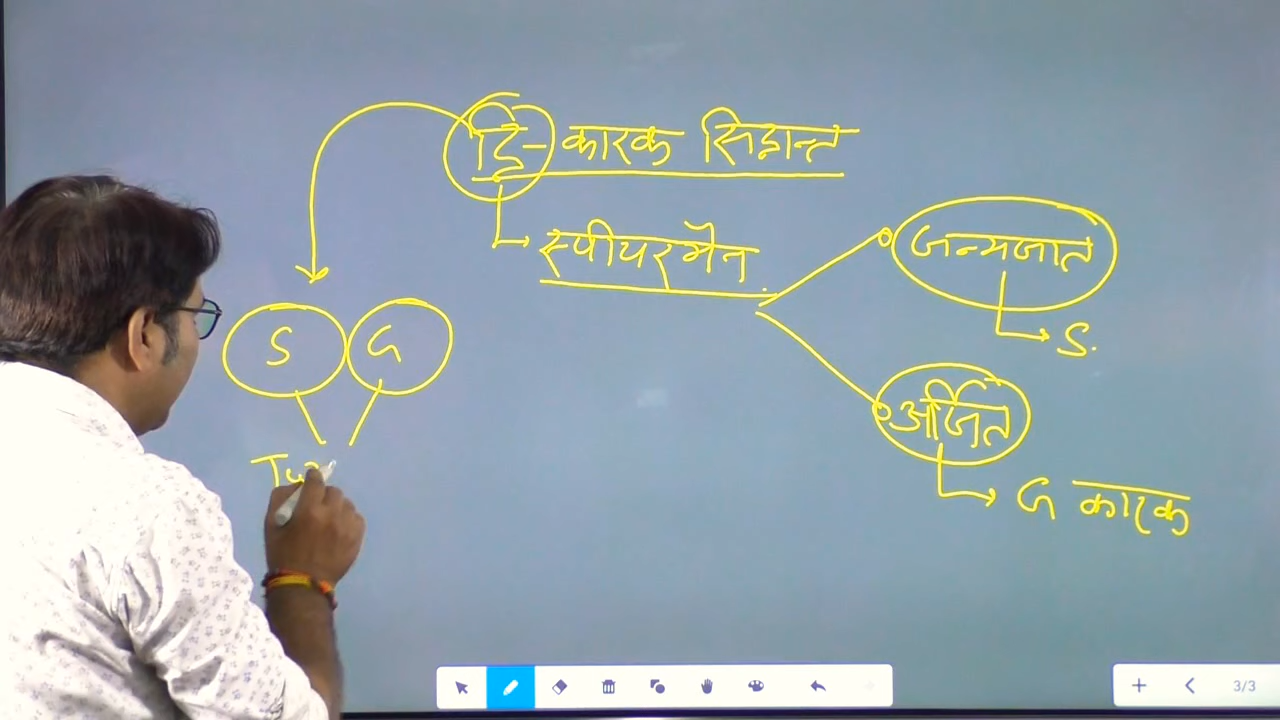 द्वि-कारक सिद्धान्त
स्पीयरमैन
जन्मजात
S.
S G
अर्जित
G कारक
3/3